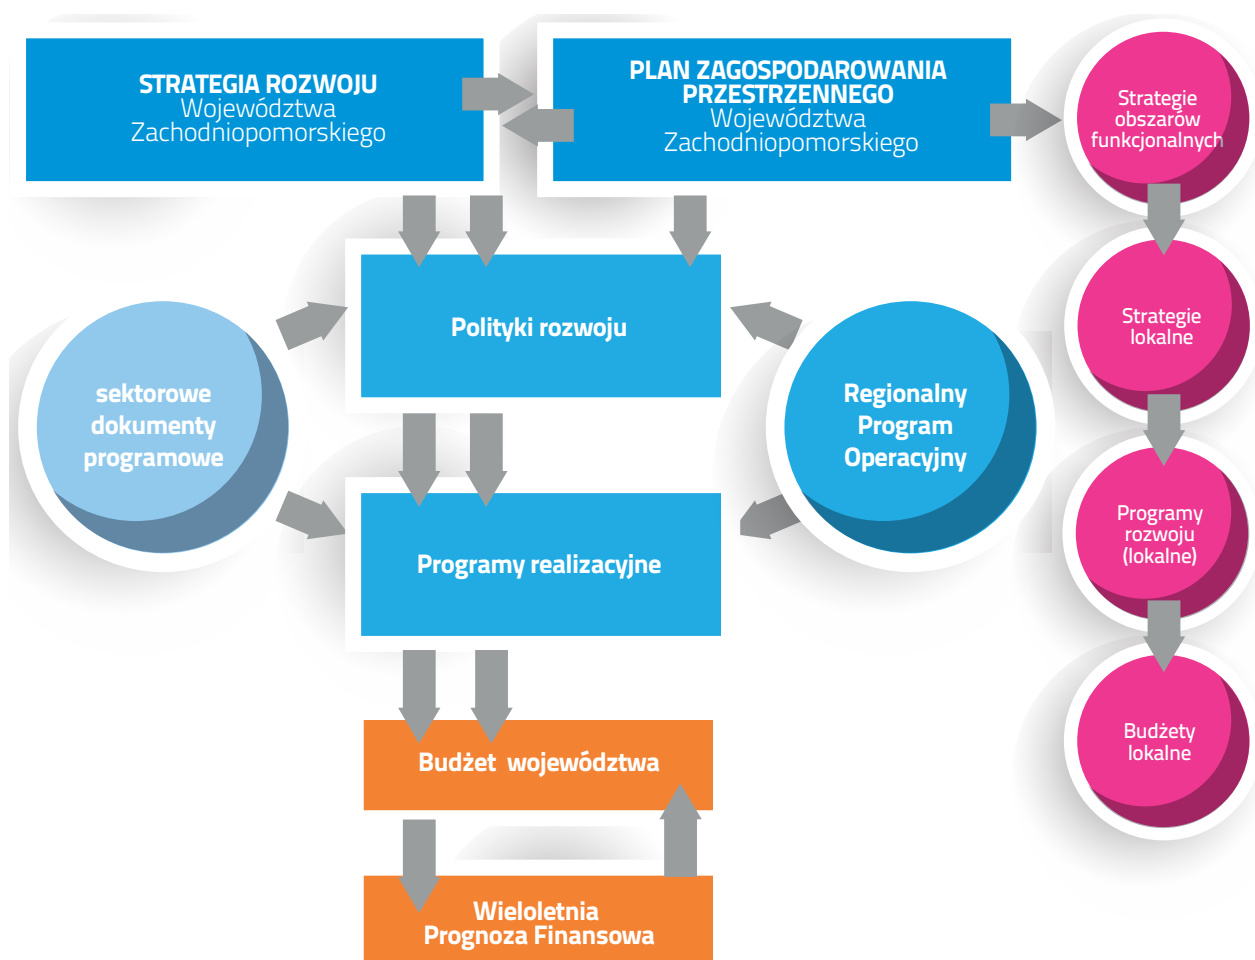 STRATEGIA ROZWOJU
Województwa
Zachodniopomorskiego
PLAN ZAGOSPODAROWANIA
PRZESTRZENNEGO
Województwa
Zachodniopomorskiego
Strategie
obszarów
funkcjonalnych
Polityki rozwoju
Strategie
lokalne
sektorowe
dokumenty
programowe
Regionalny
Program
Operacyjny
Programy realizacyjne
Programy
rozwoju
(lokalne)
Budżet województwa
Budżety
lokalne
Wieloletnia
Prognoza Finansowa